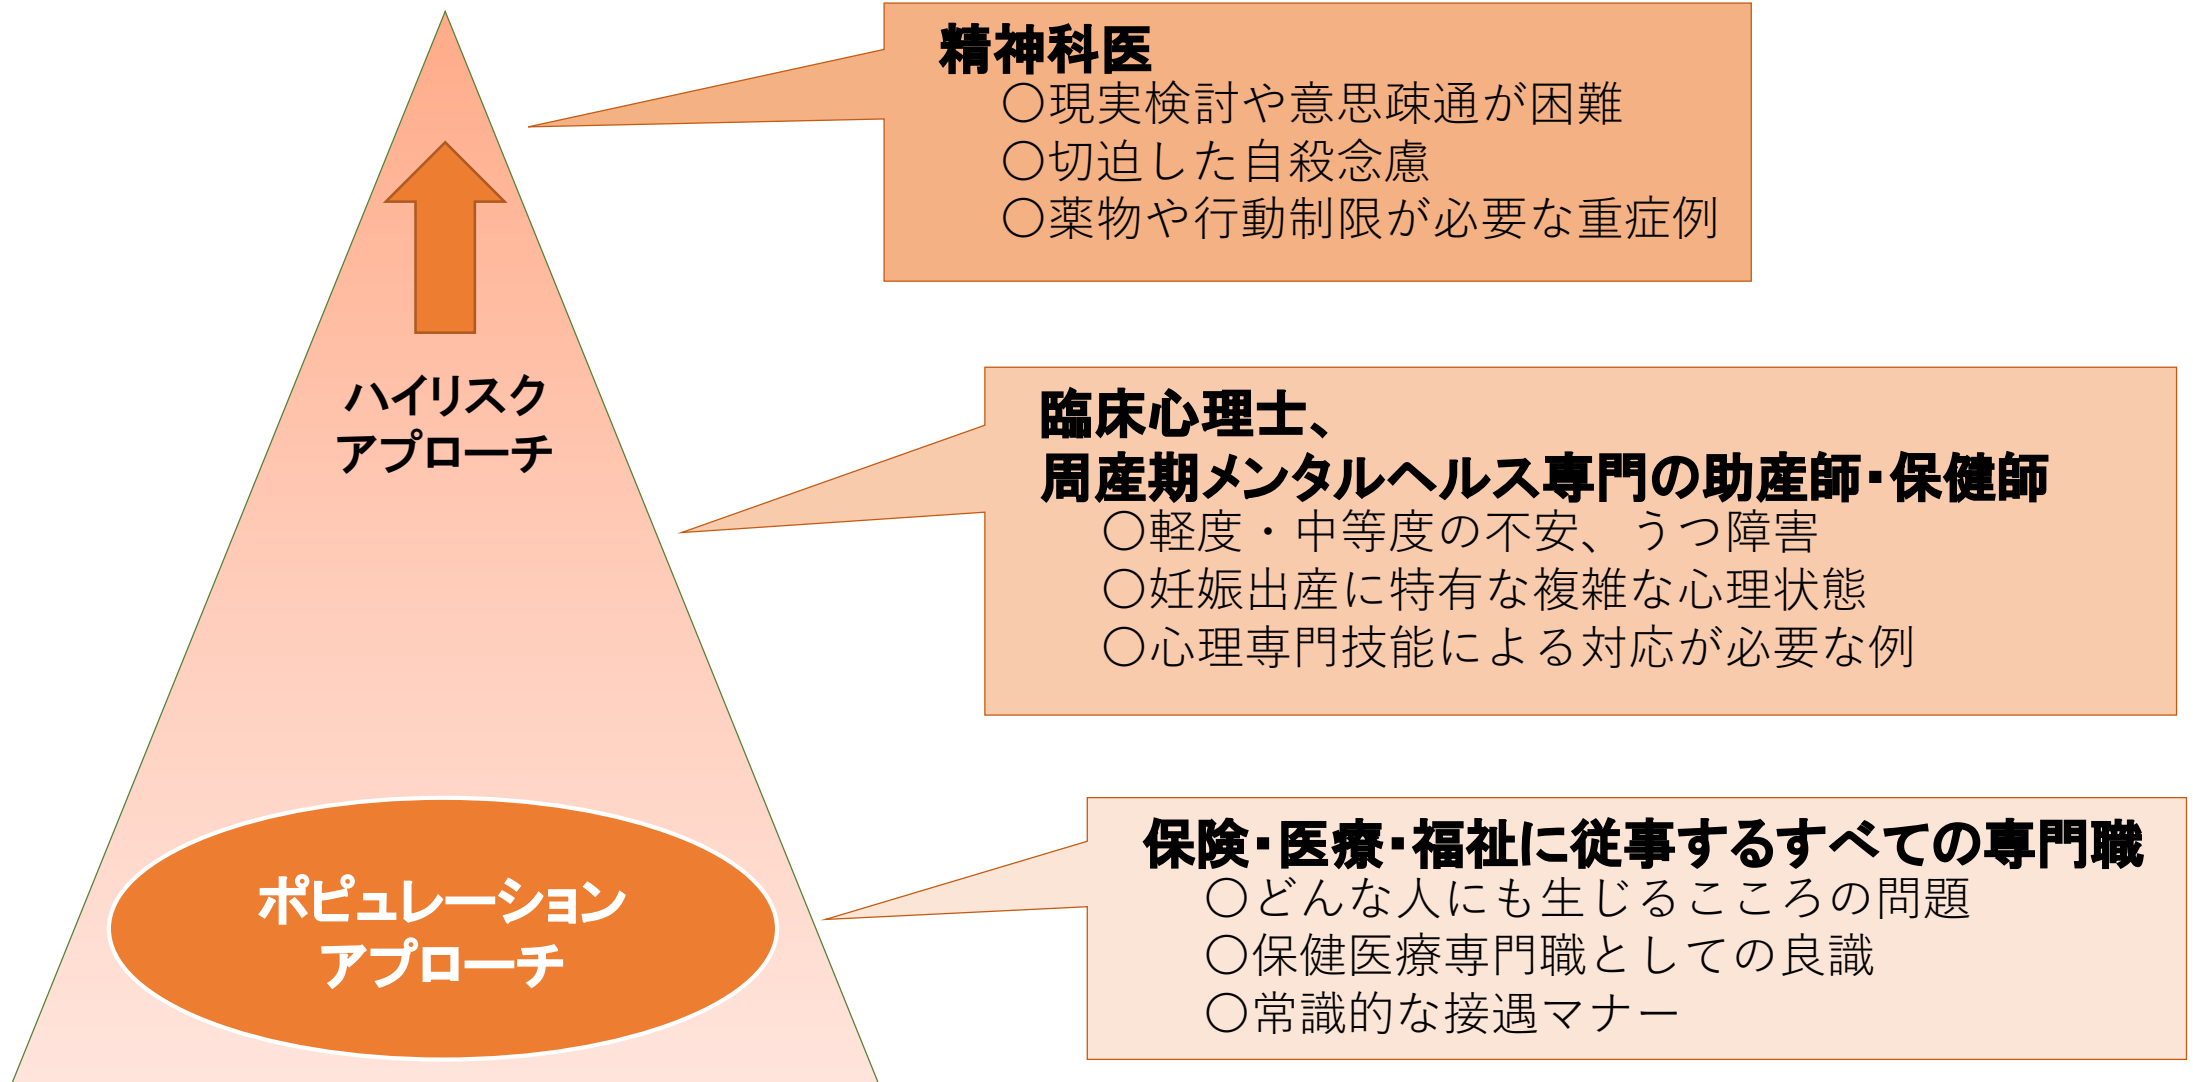 精神科医
〇現実検討や意思疎通が困難
〇切迫した自殺念慮
〇薬物や行動制限が必要な重症例
ハイリスク
アプローチ
臨床心理士、
周産期メンタルヘルス専門の助産師・保健師
〇軽度・中等度の不安、うつ障害
〇妊娠出産に特有な複雑な心理状態
〇心理専門技能による対応が必要な例
ポピュレーション
アプローチ
保険・医療・福祉に従事するすべての専門職
〇どんな人にも生じるこころの問題
〇保健医療専門職としての良識
〇常識的な接遇マナー